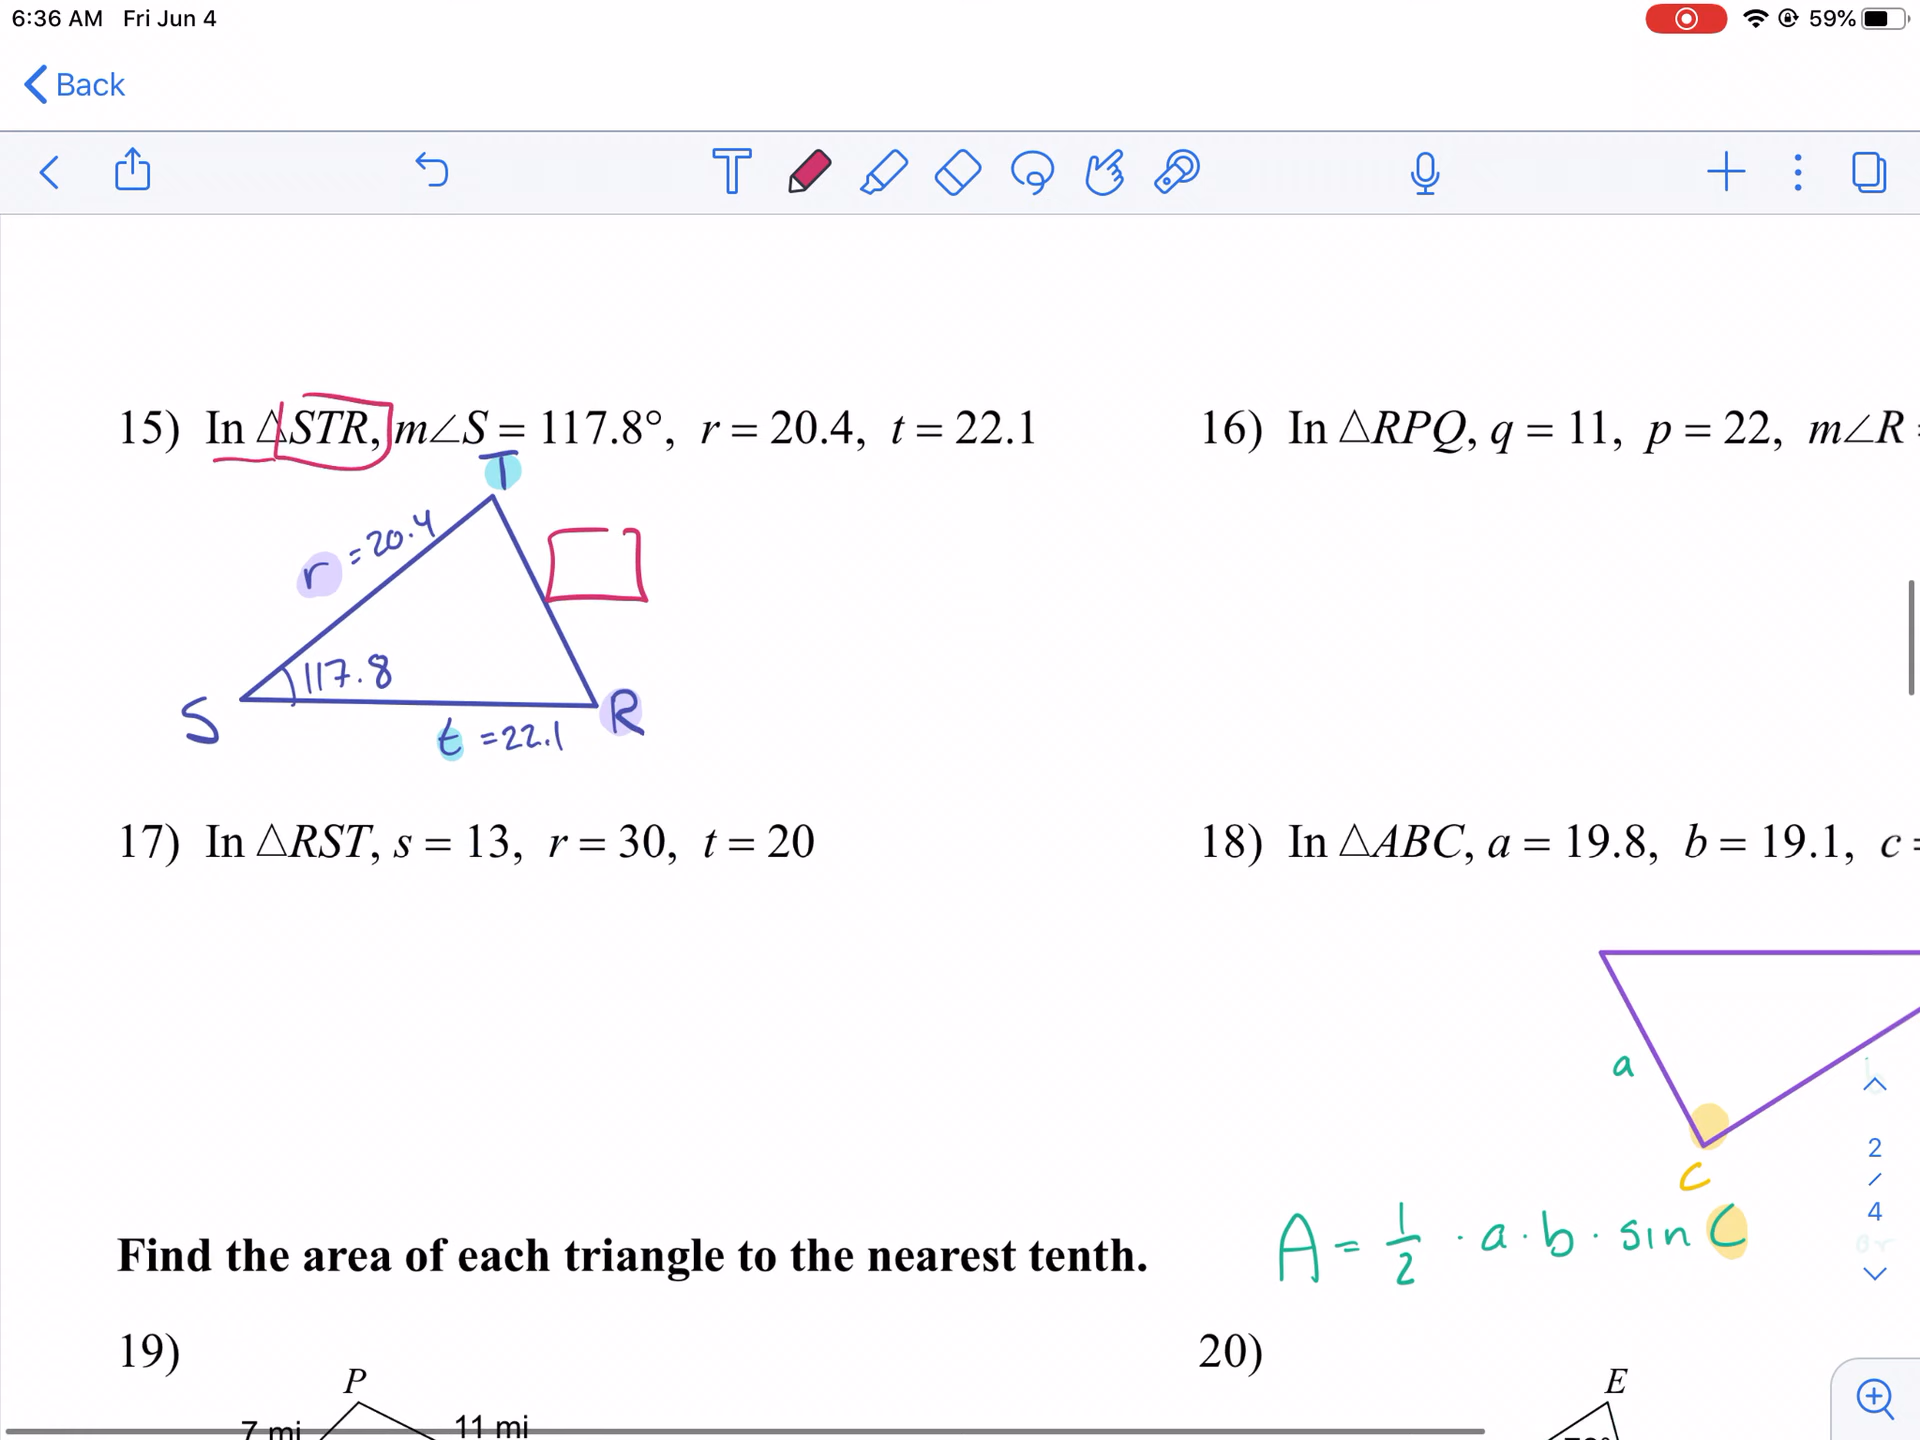 6:36 AM Fri Jun 4 59%
Back
15) In △STR, m∠S = 117.8°, r = 20.4, t = 22.1
16) In △RPQ, q = 11, p = 22, m∠R
T
r = 20.4
117.8
S
R
t = 22.1
17) In △RST, s = 13, r = 30, t = 20
18) In △ABC, a = 19.8, b = 19.1, c =
a
b
C
2
/
4
A = 1/2 · a · b · sin C
or
Find the area of each triangle to the nearest tenth.
19)
20)
P
E
7 mi
11 mi